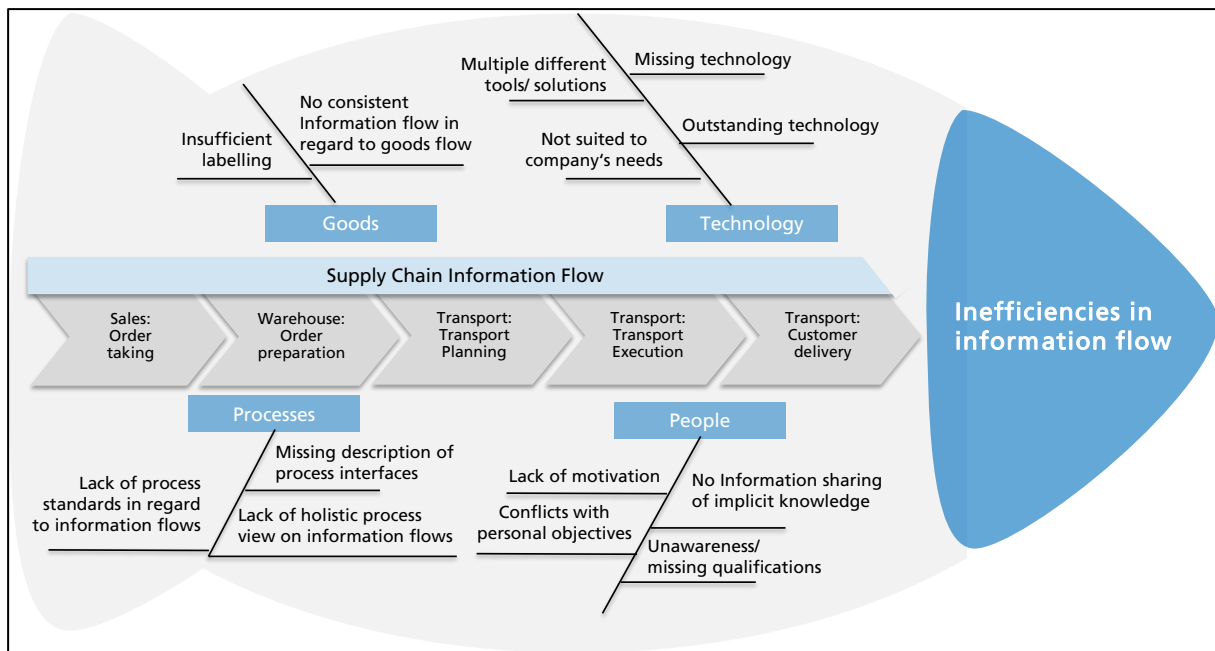 Multiple different
tools/ solutions
Missing technology
No consistent
Information flow in
regard to goods flow
Insufficient
labelling
Not suited to
company's needs
Outstanding technology
Goods
Technology
Supply Chain Information Flow
Sales:
Order
taking
Warehouse:
Order
preparation
Transport:
Transport
Planning
Transport:
Transport
Execution
Transport:
Customer
delivery
Inefficiencies in
information flow
Processes
People
Missing description of
process interfaces
Lack of process
standards in regard
to information flows
Lack of holistic process
view on information flows
Lack of motivation
No Information sharing
of implicit knowledge
Conflicts with
personal objectives
Unawareness/
missing qualifications